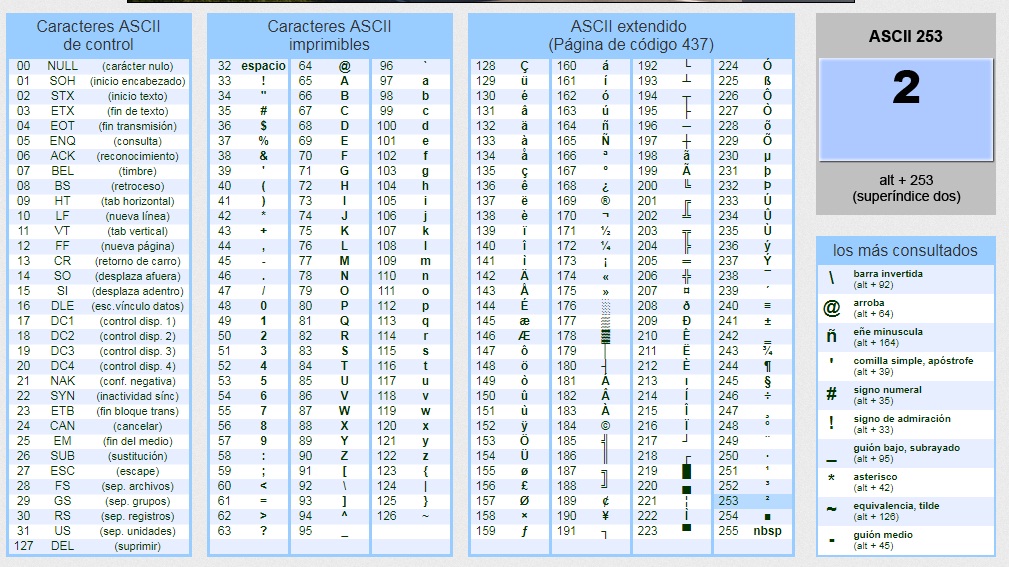 Caracteres ASCII
de control
00 NULL (carácter nulo)
01 SOH (inicio encabezado)
02 STX (inicio texto)
03 ETX (fin de texto)
04 EOT (fin transmisión)
05 ENQ (consulta)
06 ACK (reconocimiento)
07 BEL (timbre)
08 BS (retroceso)
09 HT (tab horizontal)
10 LF (nueva línea)
11 VT (tab vertical)
12 FF (nueva página)
13 CR (retorno de carro)
14 SO (desplaza afuera)
15 SI (desplaza adentro)
16 DLE (esc.vínculo datos)
17 DC1 (control disp. 1)
18 DC2 (control disp. 2)
19 DC3 (control disp. 3)
20 DC4 (control disp. 4)
21 NAK (conf. negativa)
22 SYN (inactividad sínc)
23 ETB (fin bloque trans)
24 CAN (cancelar)
25 EM (fin del medio)
26 SUB (sustitución)
27 ESC (escape)
28 FS (sep. archivos)
29 GS (sep. grupos)
30 RS (sep. registros)
31 US (sep. unidades)
127 DEL (suprimir)
Caracteres ASCII
imprimibles
32 espacio 64 @ 96 `
33 ! 65 A 97 a
34 " 66 B 98 b
35 # 67 C 99 c
36 $ 68 D 100 d
37 % 69 E 101 e
38 & 70 F 102 f
39 ' 71 G 103 g
40 ( 72 H 104 h
41 ) 73 I 105 i
42 * 74 J 106 j
43 + 75 K 107 k
44 , 76 L 108 l
45 - 77 M 109 m
46 . 78 N 110 n
47 / 79 O 111 o
48 0 80 P 112 p
49 1 81 Q 113 q
50 2 82 R 114 r
51 3 83 S 115 s
52 4 84 T 116 t
53 5 85 U 117 u
54 6 86 V 118 v
55 7 87 W 119 w
56 8 88 X 120 x
57 9 89 Y 121 y
58 : 90 Z 122 z
59 ; 91 [ 123 {
60 < 92 \ 124 |
61 = 93 ] 125 }
62 > 94 ^ 126 ~
63 ? 95 _
ASCII extendido
(Página de código 437)
128 Ç 160 á 192 └ 224 Ó
129 ü 161 í 193 ┴ 225 ß
130 é 162 ó 194 ┬ 226 Ô
131 â 163 ú 195 ├ 227 Ò
132 ä 164 ñ 196 ─ 228 õ
133 à 165 Ñ 197 ┼ 229 Õ
134 å 166 ª 198 ã 230 µ
135 ç 167 º 199 Ã 231 þ
136 ê 168 ¿ 200 ╚ 232 Þ
137 ë 169 ® 201 ╔ 233 Ú
138 è 170 ¬ 202 ╩ 234 Û
139 ï 171 ½ 203 ╦ 235 Ù
140 î 172 ¼ 204 ╠ 236 ý
141 ì 173 ¡ 205 ═ 237 Ý
142 Ä 174 « 206 ╬ 238 ¯
143 Å 175 » 207 ¤ 239 ´
144 É 176 ░ 208 ð 240 ≡
145 æ 177 ▒ 209 Ð 241 ±
146 Æ 178 ▓ 210 Ê 242 ‗
147 ô 179 │ 211 Ë 243 ¾
148 ö 180 ┤ 212 È 244 ¶
149 ò 181 Á 213 ı 245 §
150 û 182 Â 214 Í 246 ÷
151 ù 183 À 215 Î 247 ¸
152 ÿ 184 © 216 Ï 248 °
153 Ö 185 ╣ 217 ┘ 249 ¨
154 Ü 186 ║ 218 ┌ 250 ·
155 ø 187 ╗ 219 █ 251 ¹
156 £ 188 ╝ 220 ▄ 252 ³
157 Ø 189 ¢ 221 ¦ 253 ²
158 × 190 ¥ 222 Ì 254 ■
159 ƒ 191 ┐ 223 ▀ 255 nbsp
ASCII 253
2
alt + 253
(superíndice dos)
los más consultados
\ barra invertida
(alt + 92)
@ arroba
(alt + 64)
ñ eñe minuscula
(alt + 164)
' comilla simple, apóstrofe
(alt + 39)
# signo numeral
(alt + 35)
! signo de admiración
(alt + 33)
_ guión bajo, subrayado
(alt + 95)
* asterisco
(alt + 42)
~ equivalencia, tilde
(alt + 126)
- guión medio
(alt + 45)